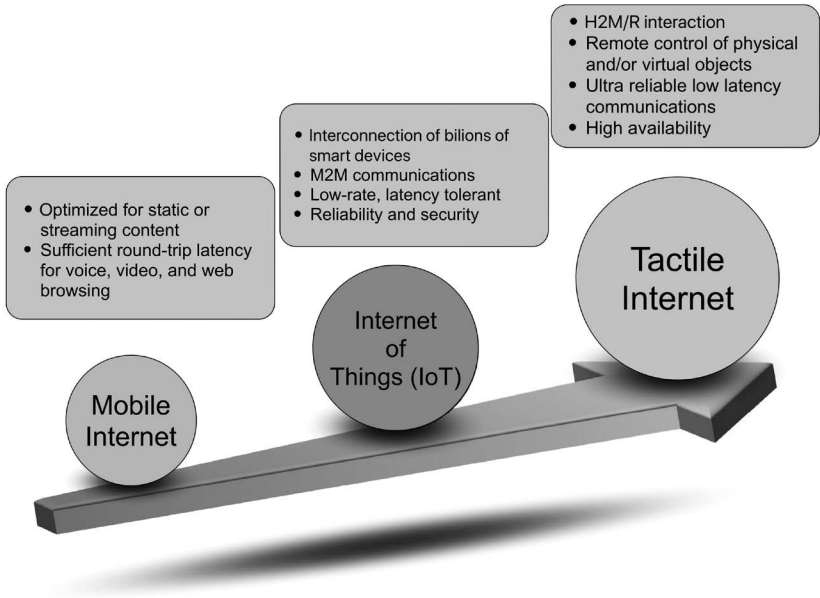 • Optimized for static or
streaming content
• Sufficient round-trip latency
for voice, video, and web
browsing
Mobile
Internet
• Interconnection of bilions of
smart devices
• M2M communications
• Low-rate, latency tolerant
• Reliability and security
Internet
of
Things (IoT)
• H2M/R interaction
• Remote control of physical
and/or virtual objects
• Ultra reliable low latency
communications
• High availability
Tactile
Internet